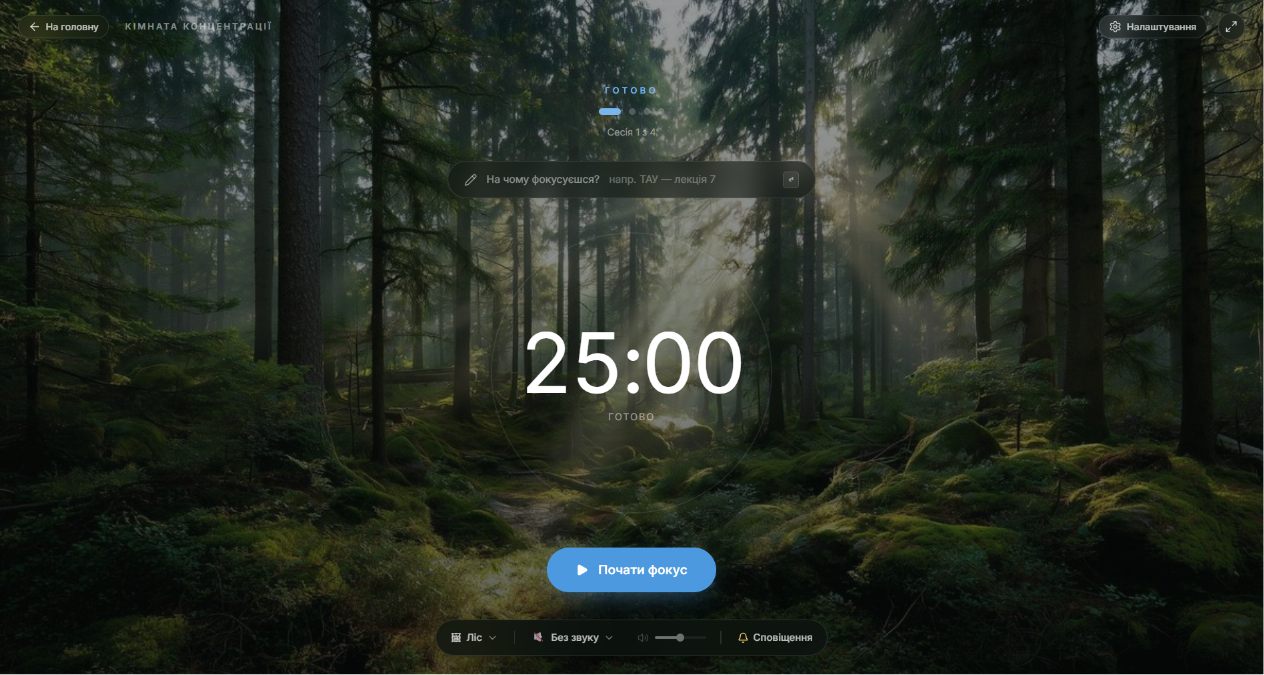 На головну
КІМНАТА КОНЦЕНТРАЦІЇ
Налаштування
ГОТОВО
Сесія 1 з 4
На чому фокусуєшся? напр. ТАУ — лекція 7
25:00
ГОТОВО
Почати фокус
Ліс
Без звуку
Сповіщення